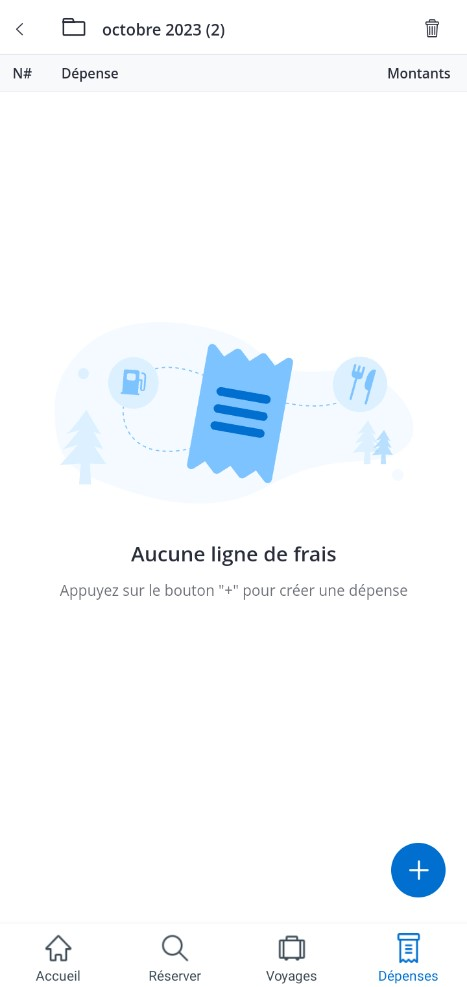 octobre 2023 (2)
N# Dépense Montants
Aucune ligne de frais
Appuyez sur le bouton "+" pour créer une dépense
Accueil Réserver Voyages Dépenses